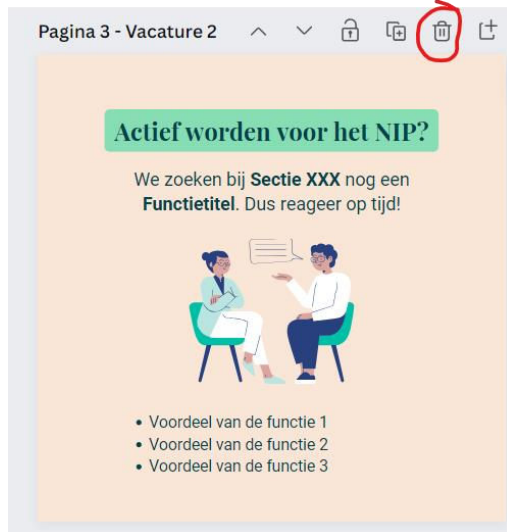 Pagina 3 - Vacature 2
Actief worden voor het NIP?
We zoeken bij Sectie XXX nog een
Functietitel. Dus reageer op tijd!
• Voordeel van de functie 1
• Voordeel van de functie 2
• Voordeel van de functie 3